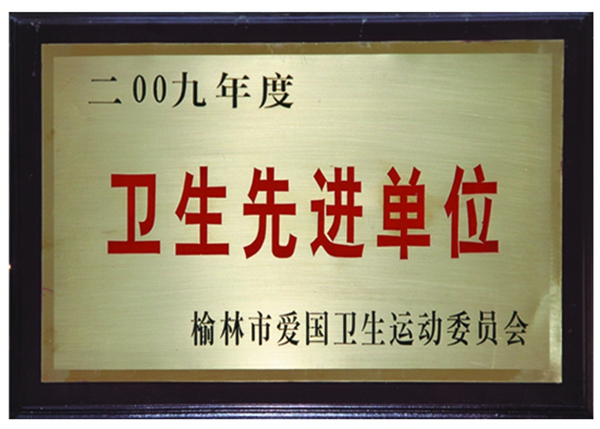 二00九年度
卫生先进单位
榆林市爱国卫生运动委员会